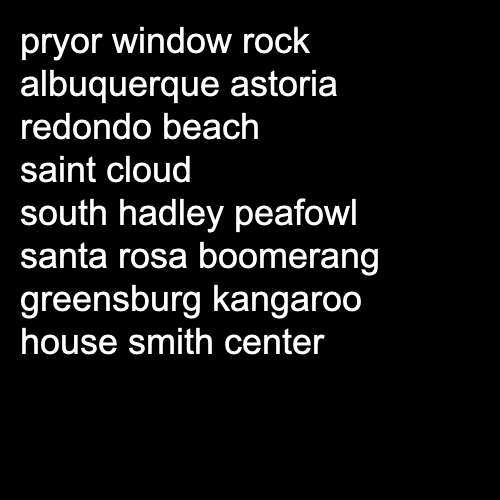 pryor window rock
albuquerque astoria
redondo beach
saint cloud
south hadley peafowl
santa rosa boomerang
greensburg kangaroo
house smith center